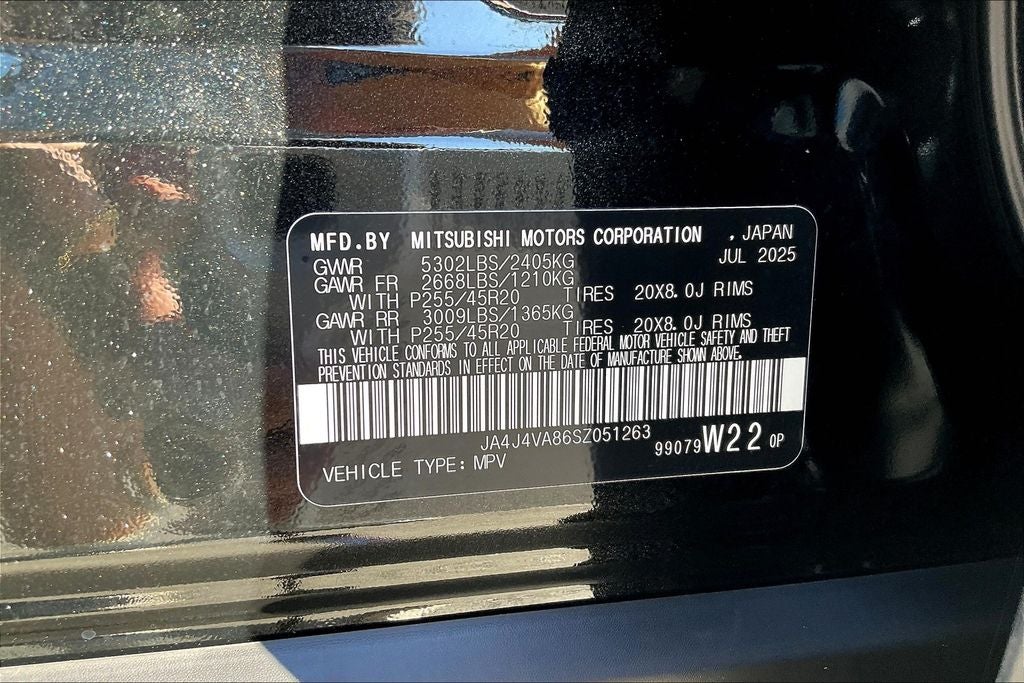 MFD.BY MITSUBISHI MOTORS CORPORATION , JAPAN
JUL 2025
GWWR 5302LBS/2405KG
GAWR FR 2668LBS/1210KG
WITH P255/45R20 TIRES 20X8.0J RIMS
GAWR RR 3009LBS/1365KG
WITH P255/45R20 TIRES 20X8.0J RIMS
THIS VEHICLE CONFORMS TO ALL APPLICABLE FEDERAL MOTOR VEHICLE SAFETY AND THEFT
PREVENTION STANDARDS IN EFFECT ON THE DATE OF MANUFACTURE SHOWN ABOVE.
JA4J4VA86SZ051263
99079 W22 0P
VEHICLE TYPE: MPV